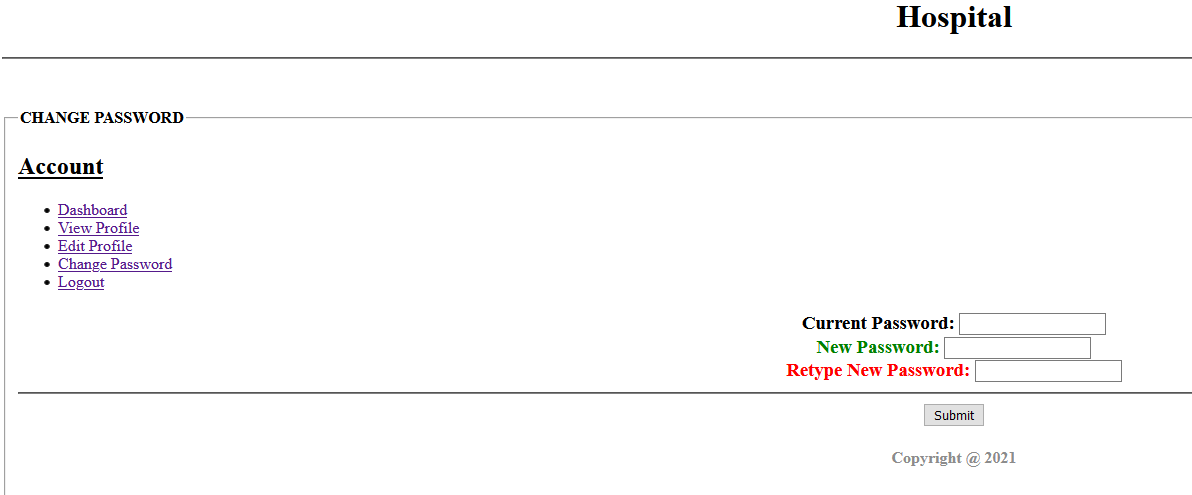 Hospital
CHANGE PASSWORD
Account
Dashboard
View Profile
Edit Profile
Change Password
Logout
Current Password:
New Password:
Retype New Password:
Submit
Copyright @ 2021